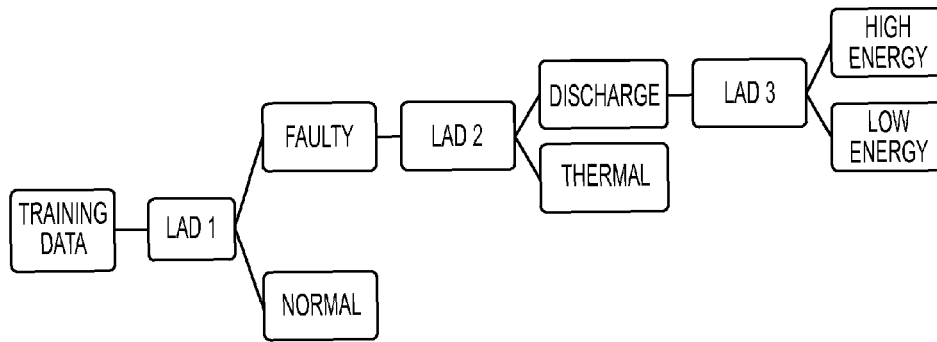 TRAINING
DATA
LAD 1
FAULTY
NORMAL
LAD 2
DISCHARGE
THERMAL
LAD 3
HIGH
ENERGY
LOW
ENERGY